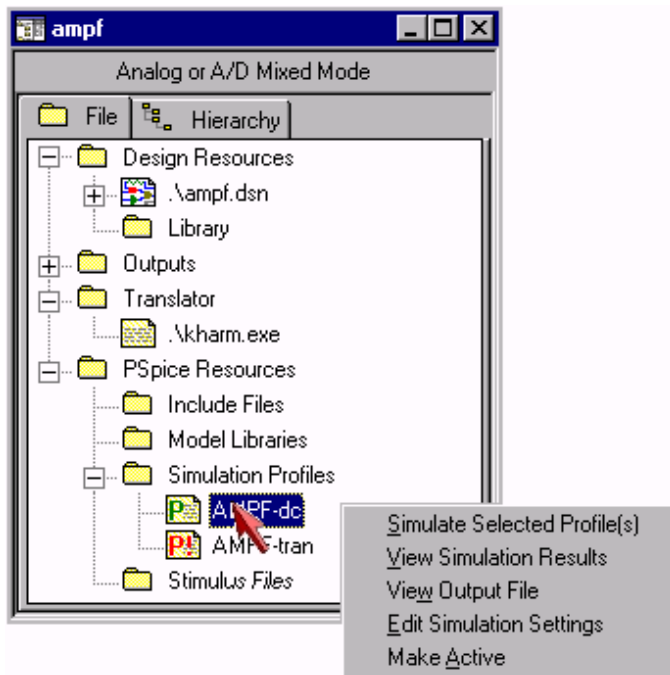 ampf
Analog or A/D Mixed Mode
File Hierarchy
Design Resources
.\ampf.dsn
Library
Outputs
Translator
.\kharm.exe
PSpice Resources
Include Files
Model Libraries
Simulation Profiles
AMPF-dc
AMPF-tran
Stimulus Files
Simulate Selected Profile(s)
View Simulation Results
View Output File
Edit Simulation Settings
Make Active